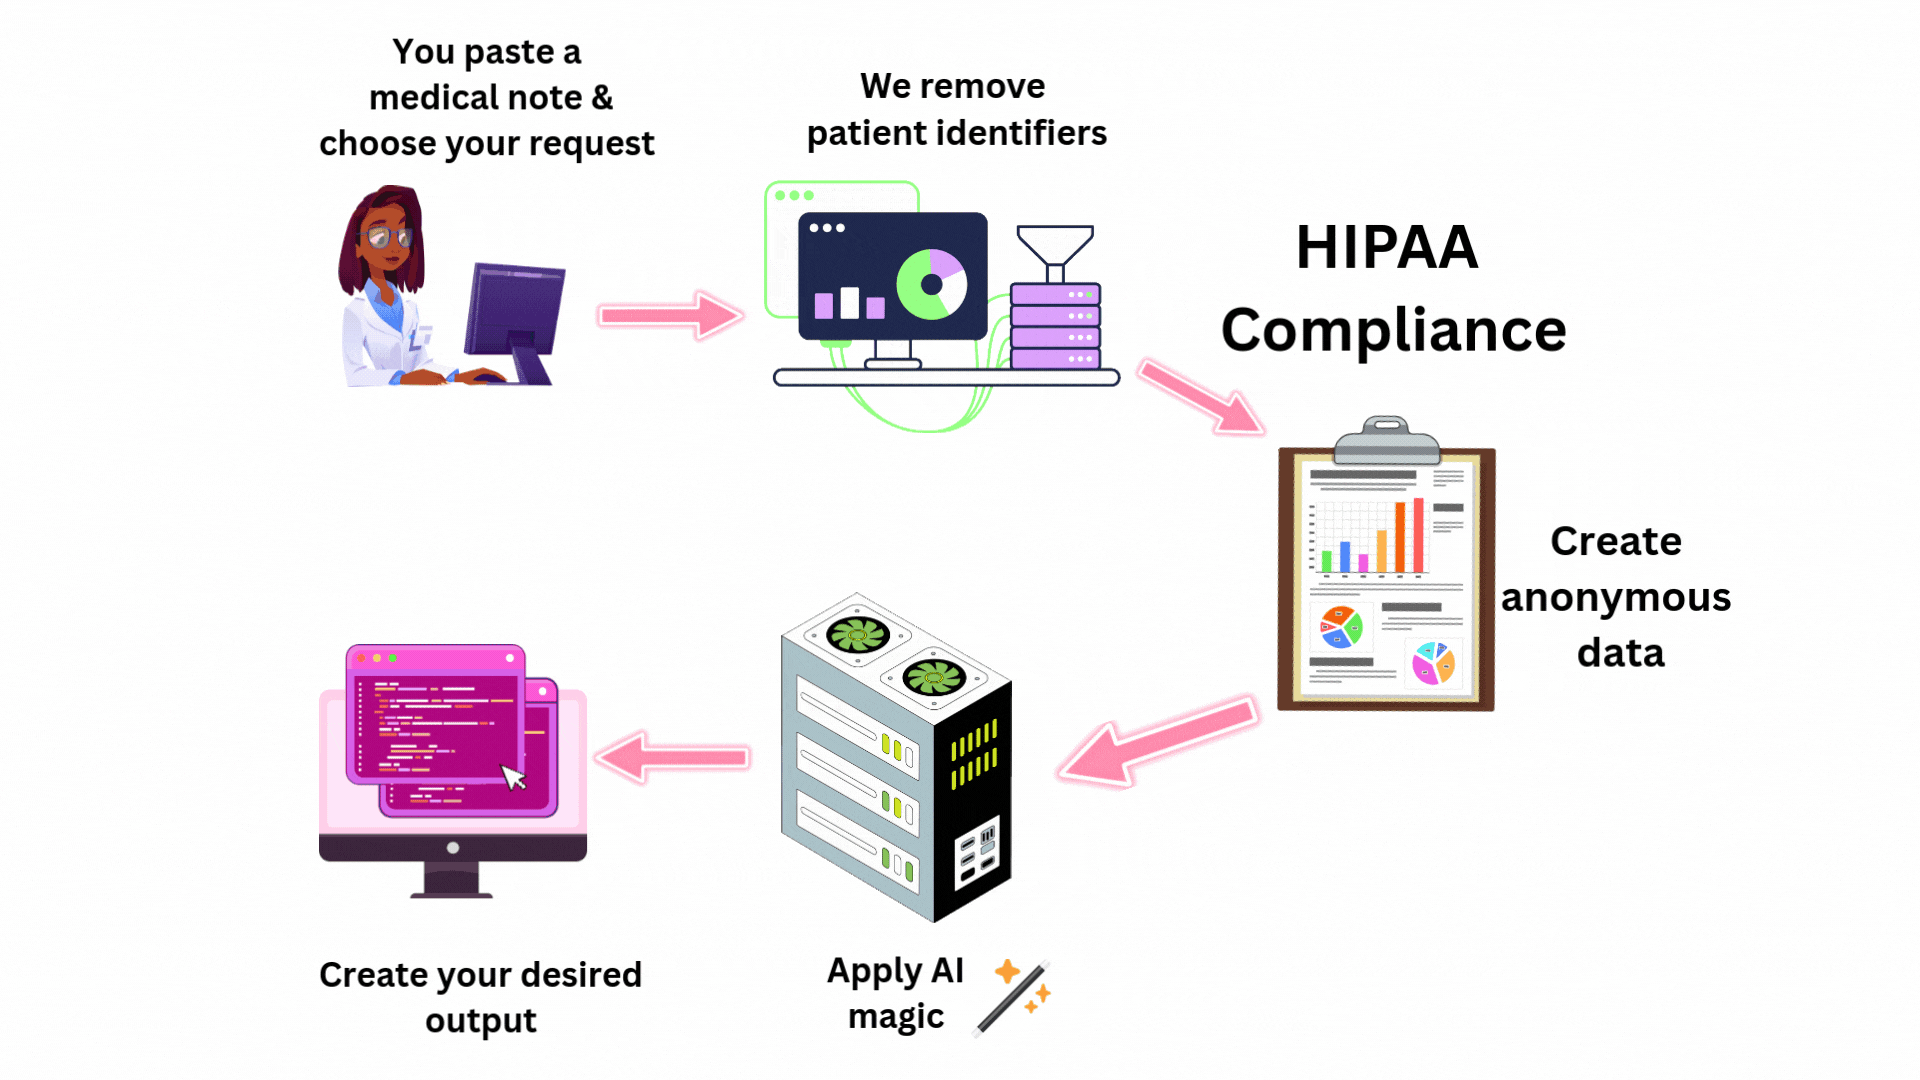 You paste a
medical note &
choose your request
We remove
patient identifiers
HIPAA
Compliance
Create
anonymous
data
Apply AI
magic
Create your desired
output